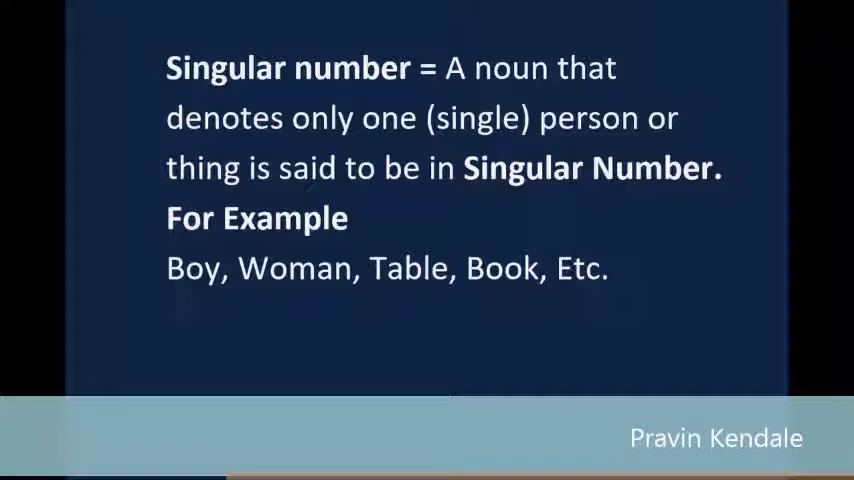 Singular number = A noun that
denotes only one (single) person or
thing is said to be in Singular Number.
For Example
Boy, Woman, Table, Book, Etc.
Pravin Kendale